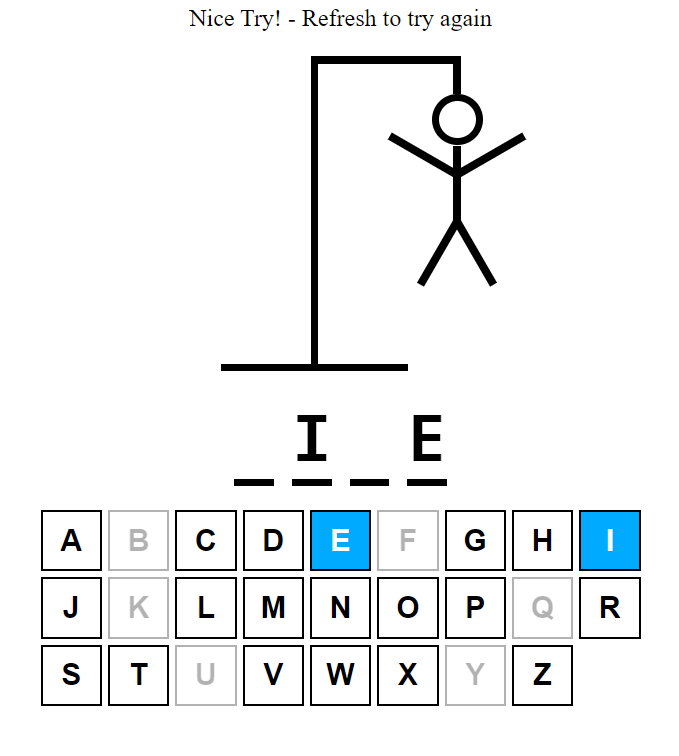 Nice Try! - Refresh to try again
I E
A B C D E F G H I
J K L M N O P Q R
S T U V W X Y Z